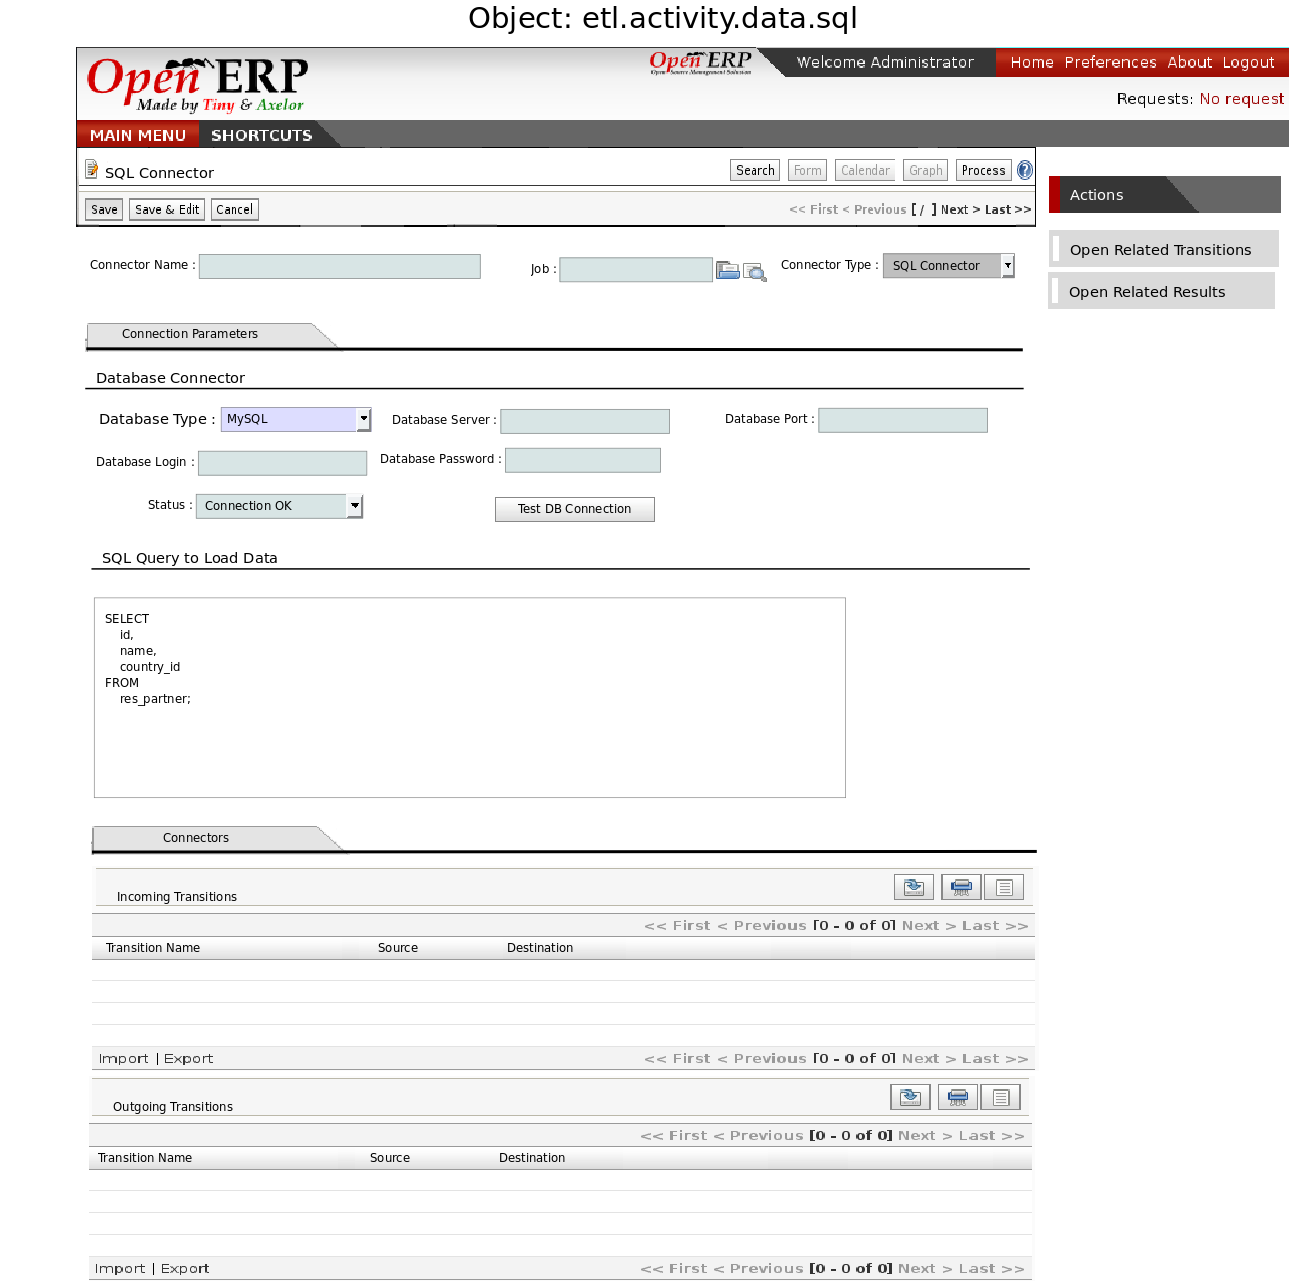 Object: etl.activity.data.sql
Open ERP
Made by Tiny & Axelor
Open ERP
Open Source Management Solution
Welcome Administrator
Home Preferences About Logout
Requests: No request
MAIN MENU SHORTCUTS
SQL Connector
Search Form Calendar Graph Process ?
Save Save & Edit Cancel
<< First < Previous [ / ] Next > Last >>
Actions
Open Related Transitions
Open Related Results
Connector Name :
Job :
Connector Type : SQL Connector
Connection Parameters
Database Connector
Database Type : MySQL
Database Server :
Database Port :
Database Login :
Database Password :
Status : Connection OK
Test DB Connection
SQL Query to Load Data
SELECT
id,
name,
country_id
FROM
res_partner;
Connectors
Incoming Transitions
<< First < Previous [0 - 0 of 0] Next > Last >>
Transition Name Source Destination
Import | Export << First < Previous [0 - 0 of 0] Next > Last >>
Outgoing Transitions
<< First < Previous [0 - 0 of 0] Next > Last >>
Transition Name Source Destination
Import | Export << First < Previous [0 - 0 of 0] Next > Last >>